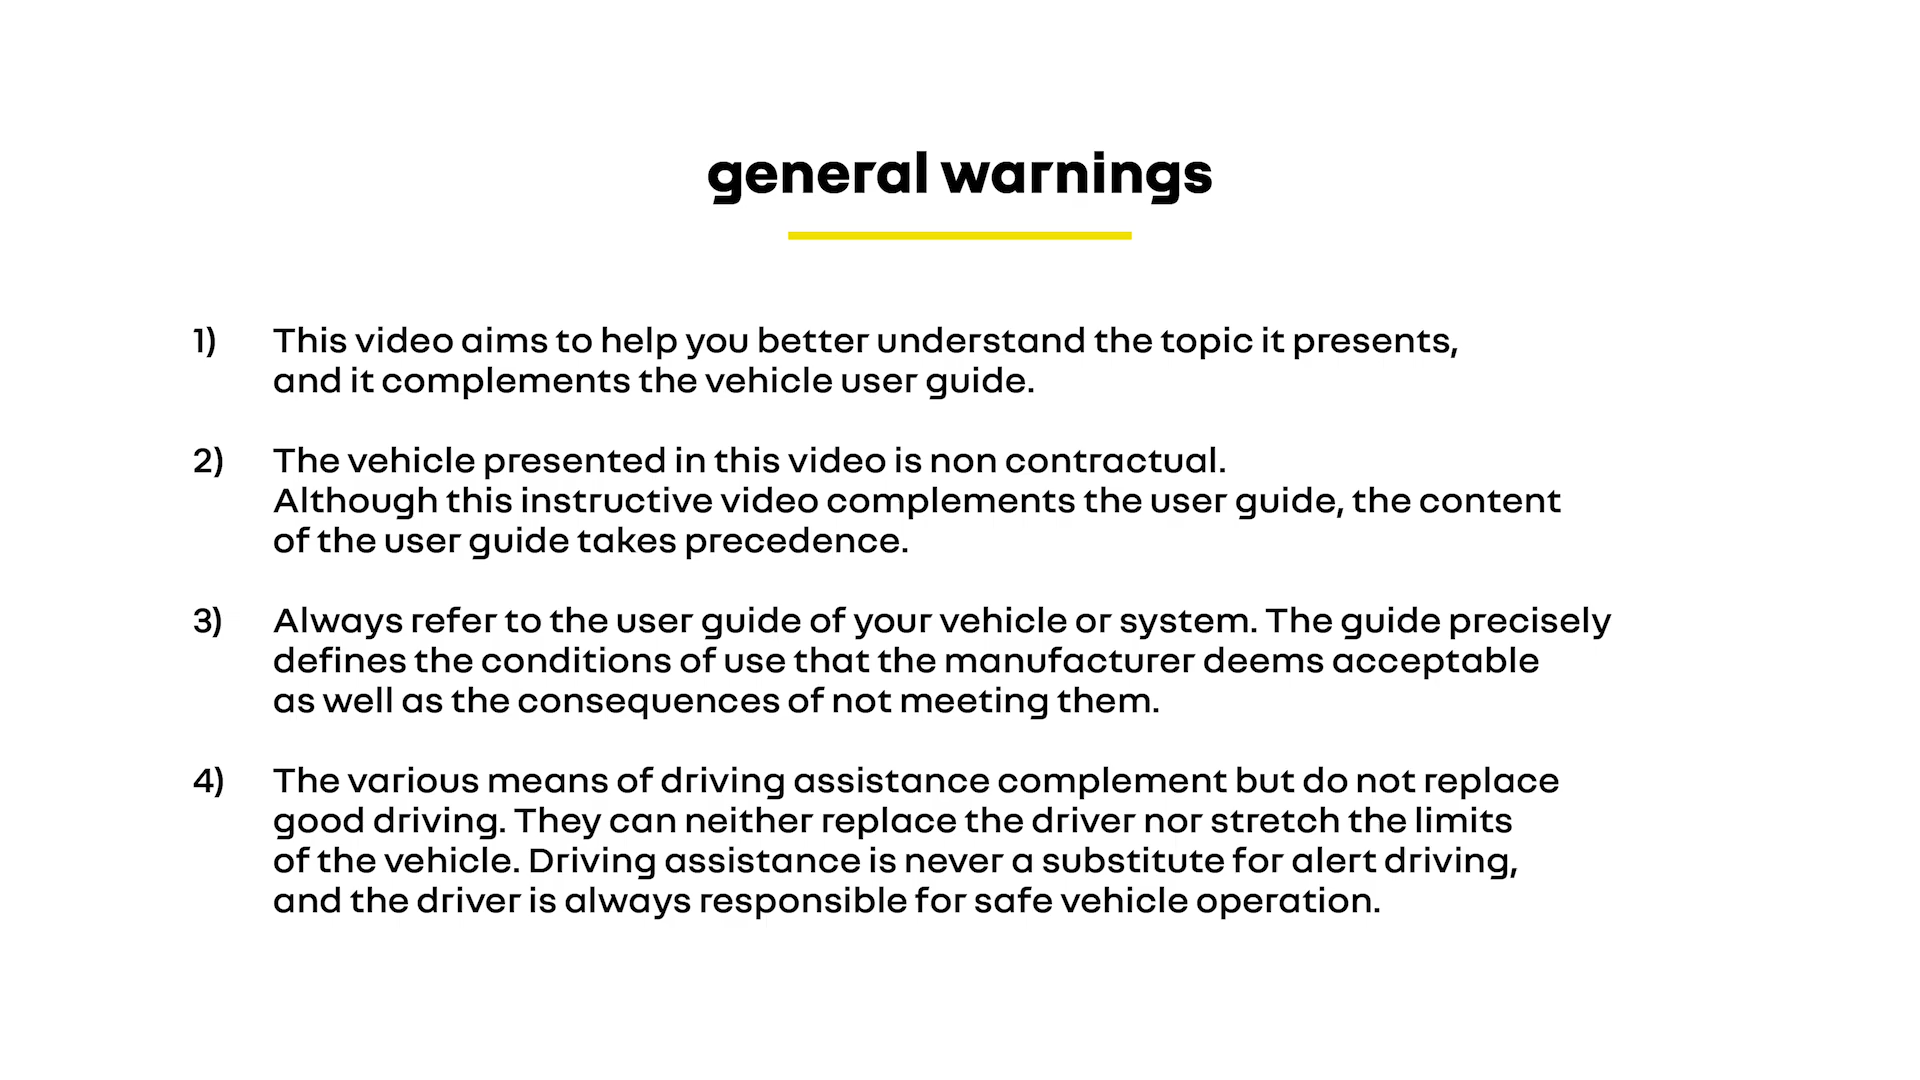 general warnings
1) This video aims to help you better understand the topic it presents,
and it complements the vehicle user guide.
2) The vehicle presented in this video is non contractual.
Although this instructive video complements the user guide, the content
of the user guide takes precedence.
3) Always refer to the user guide of your vehicle or system. The guide precisely
defines the conditions of use that the manufacturer deems acceptable
as well as the consequences of not meeting them.
4) The various means of driving assistance complement but do not replace
good driving. They can neither replace the driver nor stretch the limits
of the vehicle. Driving assistance is never a substitute for alert driving,
and the driver is always responsible for safe vehicle operation.